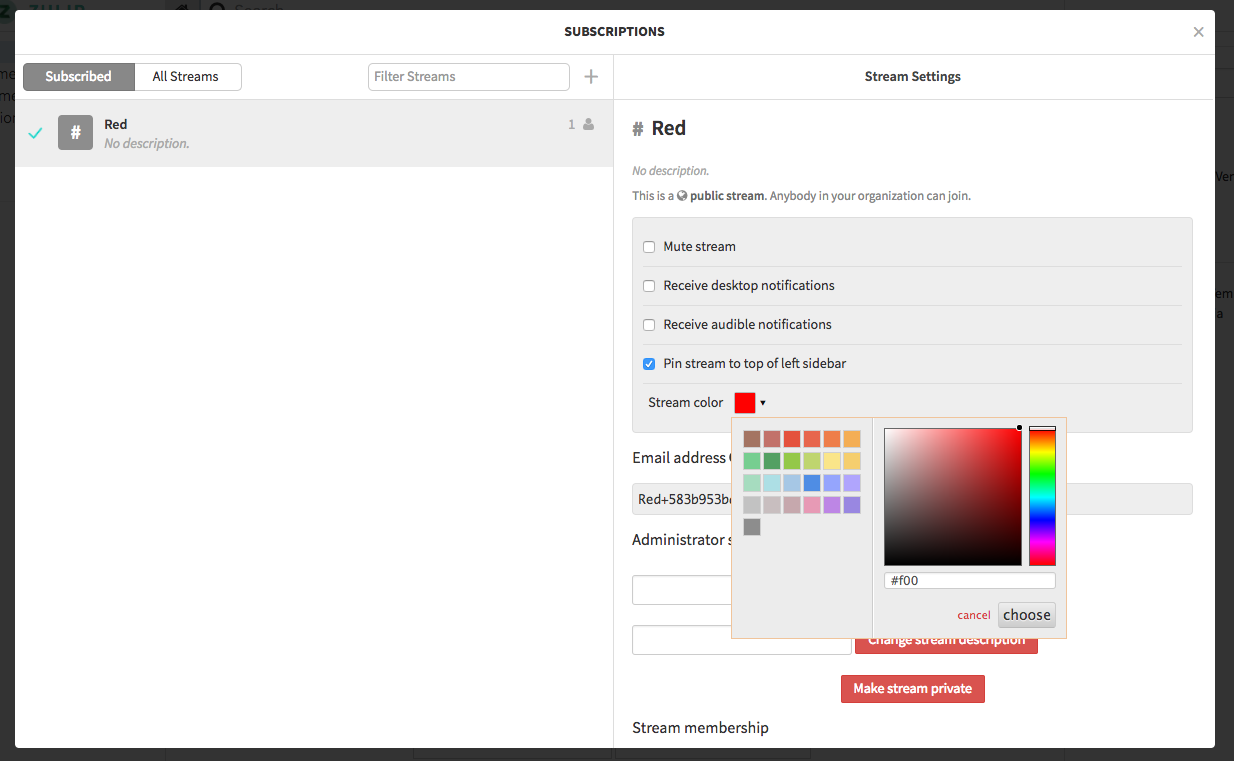 ZULIP
Search
SUBSCRIPTIONS
×
Subscribed
All Streams
Filter Streams
+
Stream Settings
# Red
No description.
1
# Red
No description.
This is a public stream. Anybody in your organization can join.
Mute stream
Receive desktop notifications
Receive audible notifications
Pin stream to top of left sidebar
Stream color
Email address
Red+583b953b
Administrator s
#f00
cancel choose
Change stream description
Make stream private
Stream membership